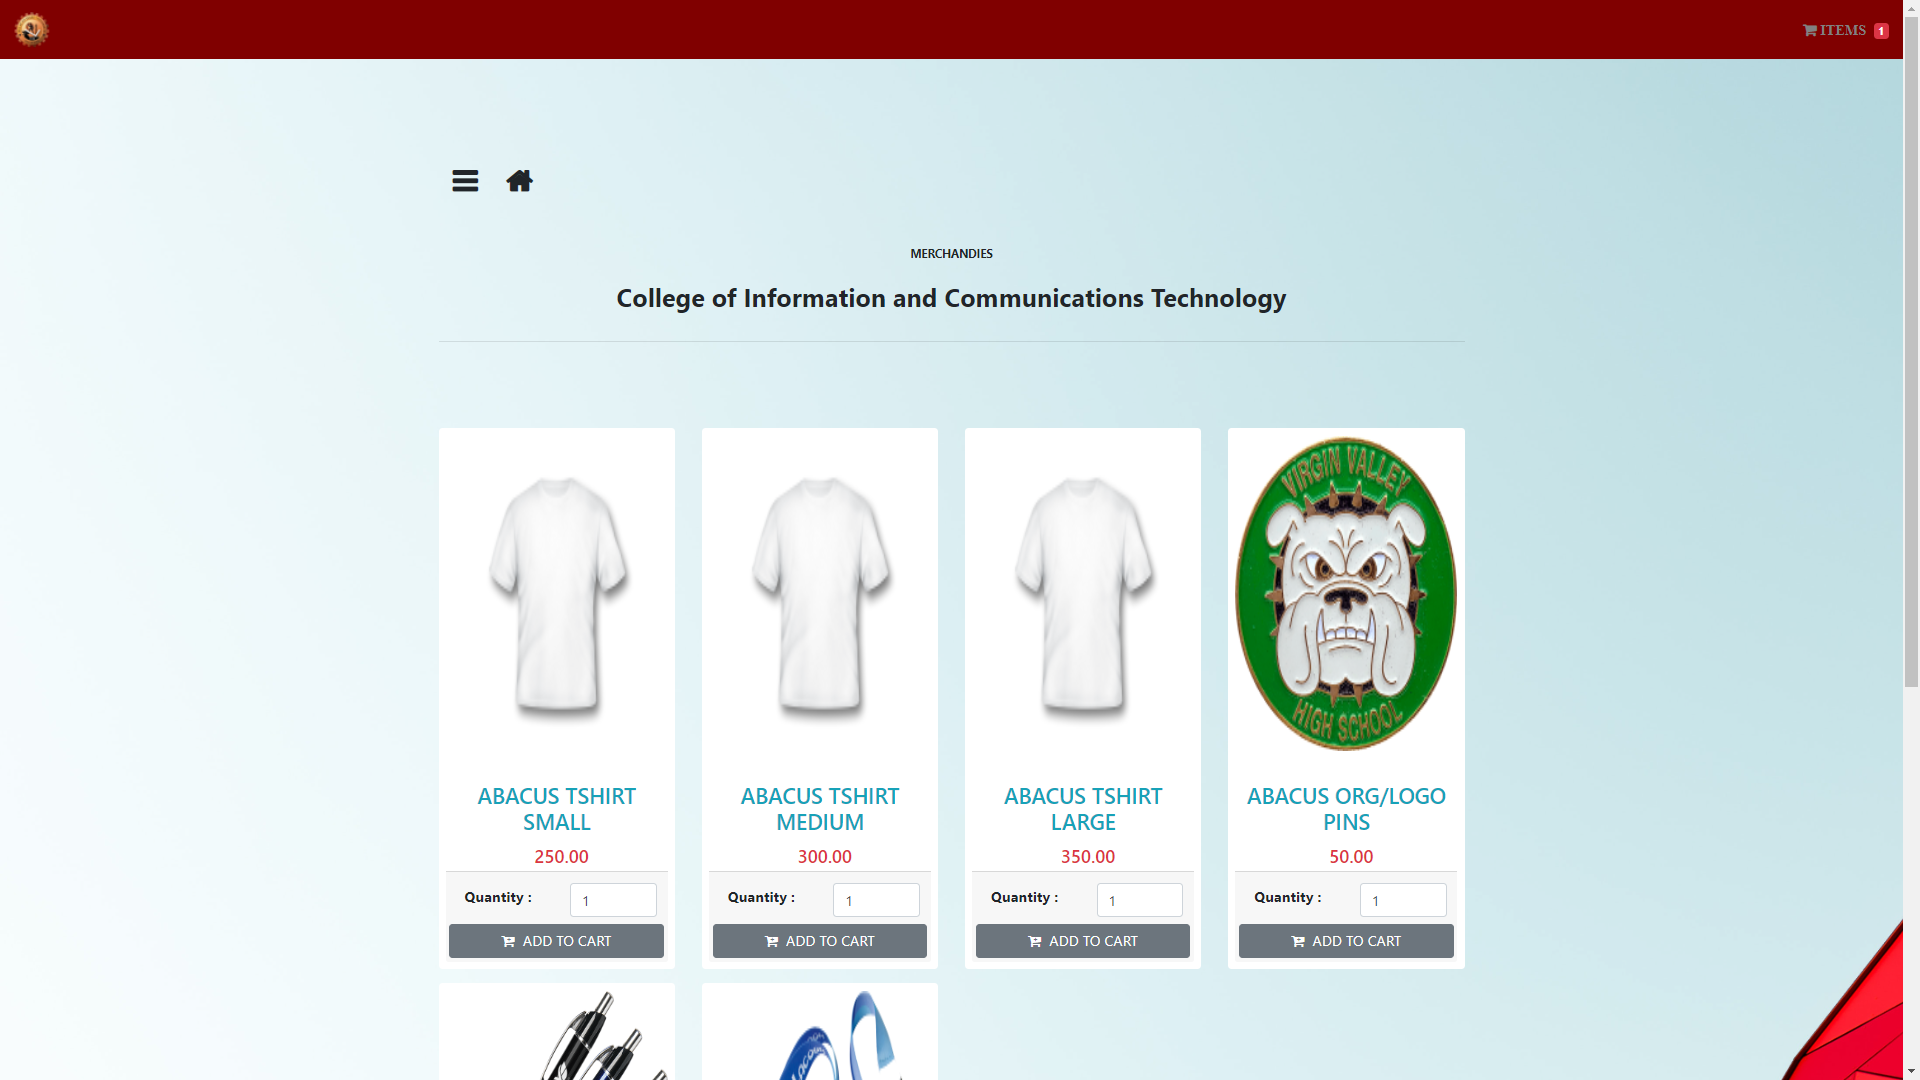 ITEMS 1
MERCHANDIES
College of Information and Communications Technology
VIRGIN VALLEY
HIGH SCHOOL
ABACUS TSHIRT SMALL
250.00
Quantity : 1
ADD TO CART
ABACUS TSHIRT MEDIUM
300.00
Quantity : 1
ADD TO CART
ABACUS TSHIRT LARGE
350.00
Quantity : 1
ADD TO CART
ABACUS ORG/LOGO PINS
50.00
Quantity : 1
ADD TO CART